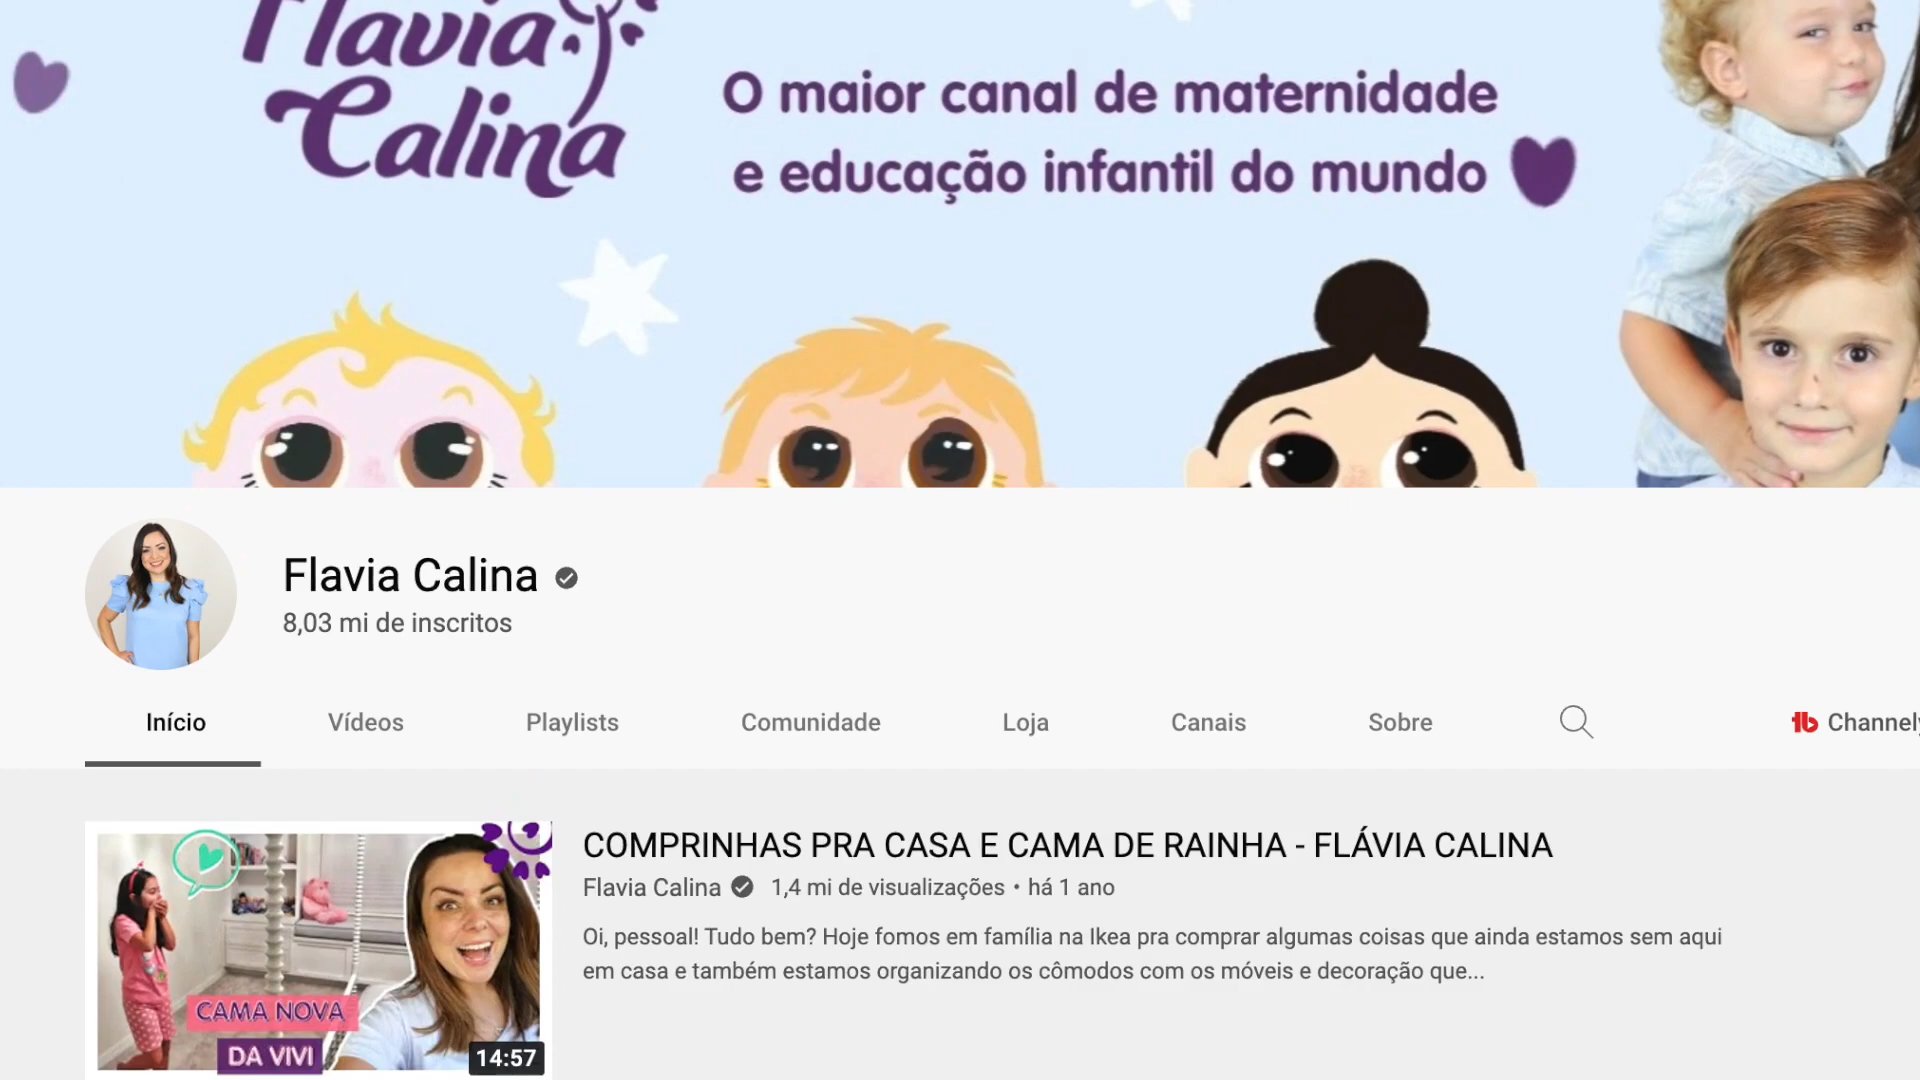 Flavia
Calina
O maior canal de maternidade
e educação infantil do mundo
Flavia Calina
8,03 mi de inscritos
Início
Vídeos
Playlists
Comunidade
Loja
Canais
Sobre
Channely
COMPRINHAS PRA CASA E CAMA DE RAINHA - FLÁVIA CALINA
Flavia Calina 1,4 mi de visualizações • há 1 ano
Oi, pessoal! Tudo bem? Hoje fomos em família na Ikea pra comprar algumas coisas que ainda estamos sem aqui
em casa e também estamos organizando os cômodos com os móveis e decoração que...
CAMA NOVA
DA VIVI
14:57